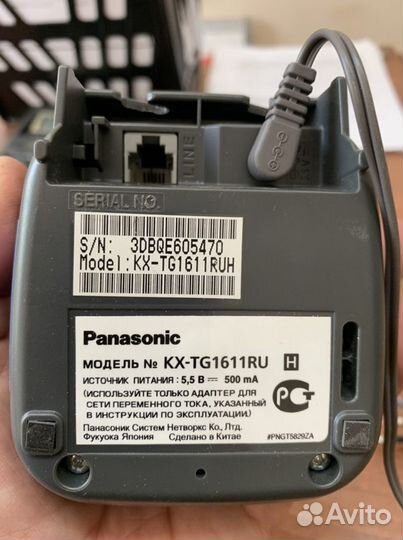 LINE
SERIAL NO.
S/N: 3DBQE605470
Model:KX-TG1611RUH
Panasonic
МОДЕЛЬ № KX-TG1611RU H
ИСТОЧНИК ПИТАНИЯ : 5,5 В 500 mA
(ИСПОЛЬЗУЙТЕ ТОЛЬКО АДАПТЕР ДЛЯ
СЕТИ ПЕРЕМЕННОГО ТОКА, УКАЗАННЫЙ
В ИНСТРУКЦИИ ПО ЭКСПЛУАТАЦИИ)
Панасоник Систем Нетворкс Ко., Лтд.
Фукуока Япония Сделано в Китае
#PNGT5829ZA
Avito